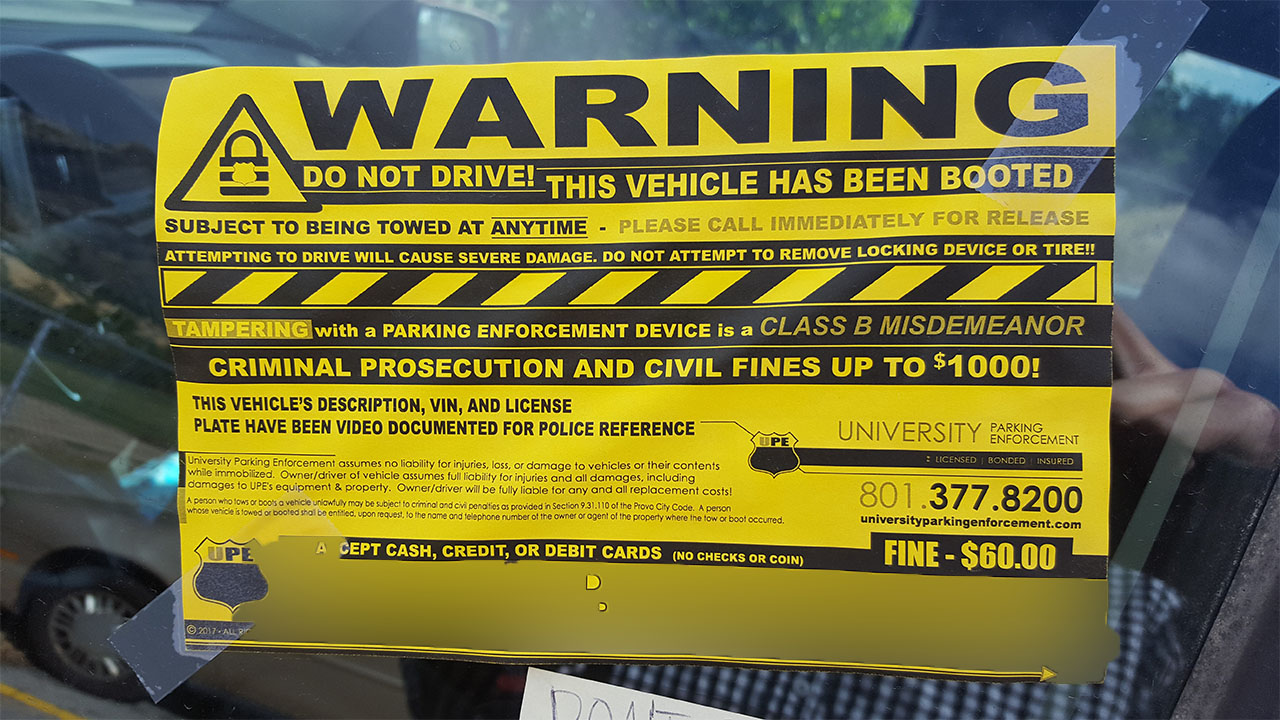 WARNING
DO NOT DRIVE! THIS VEHICLE HAS BEEN BOOTED
SUBJECT TO BEING TOWED AT ANYTIME - PLEASE CALL IMMEDIATELY FOR RELEASE
ATTEMPTING TO DRIVE WILL CAUSE SEVERE DAMAGE. DO NOT ATTEMPT TO REMOVE LOCKING DEVICE OR TIRE!!
TAMPERING with a PARKING ENFORCEMENT DEVICE is a CLASS B MISDEMEANOR
CRIMINAL PROSECUTION AND CIVIL FINES UP TO $1000!
THIS VEHICLE'S DESCRIPTION, VIN, AND LICENSE
PLATE HAVE BEEN VIDEO DOCUMENTED FOR POLICE REFERENCE
University Parking Enforcement assumes no liability for injuries, loss, or damage to vehicles or their contents
while immobilized. Owner/driver of vehicle assumes full liability for injuries and all damages, including
damages to UPE's equipment & property. Owner/driver will be fully liable for any and all replacement costs!
A person who tows or boots a vehicle unlawfully may be subject to criminal and civil penalties as provided in Section 9.31.110 of the Provo City Code. A person
whose vehicle is towed or booted shall be entitled, upon request, to the name and telephone number of the owner or agent of the property where the tow or boot occurred.
UPE
UNIVERSITY PARKING ENFORCEMENT
LICENSED | BONDED | INSURED
801.377.8200
universityparkingenforcement.com
FINE - $60.00
UPE
A CEPT CASH, CREDIT, OR DEBIT CARDS (NO CHECKS OR COIN)
D
© 2017 • ALL
DON'T